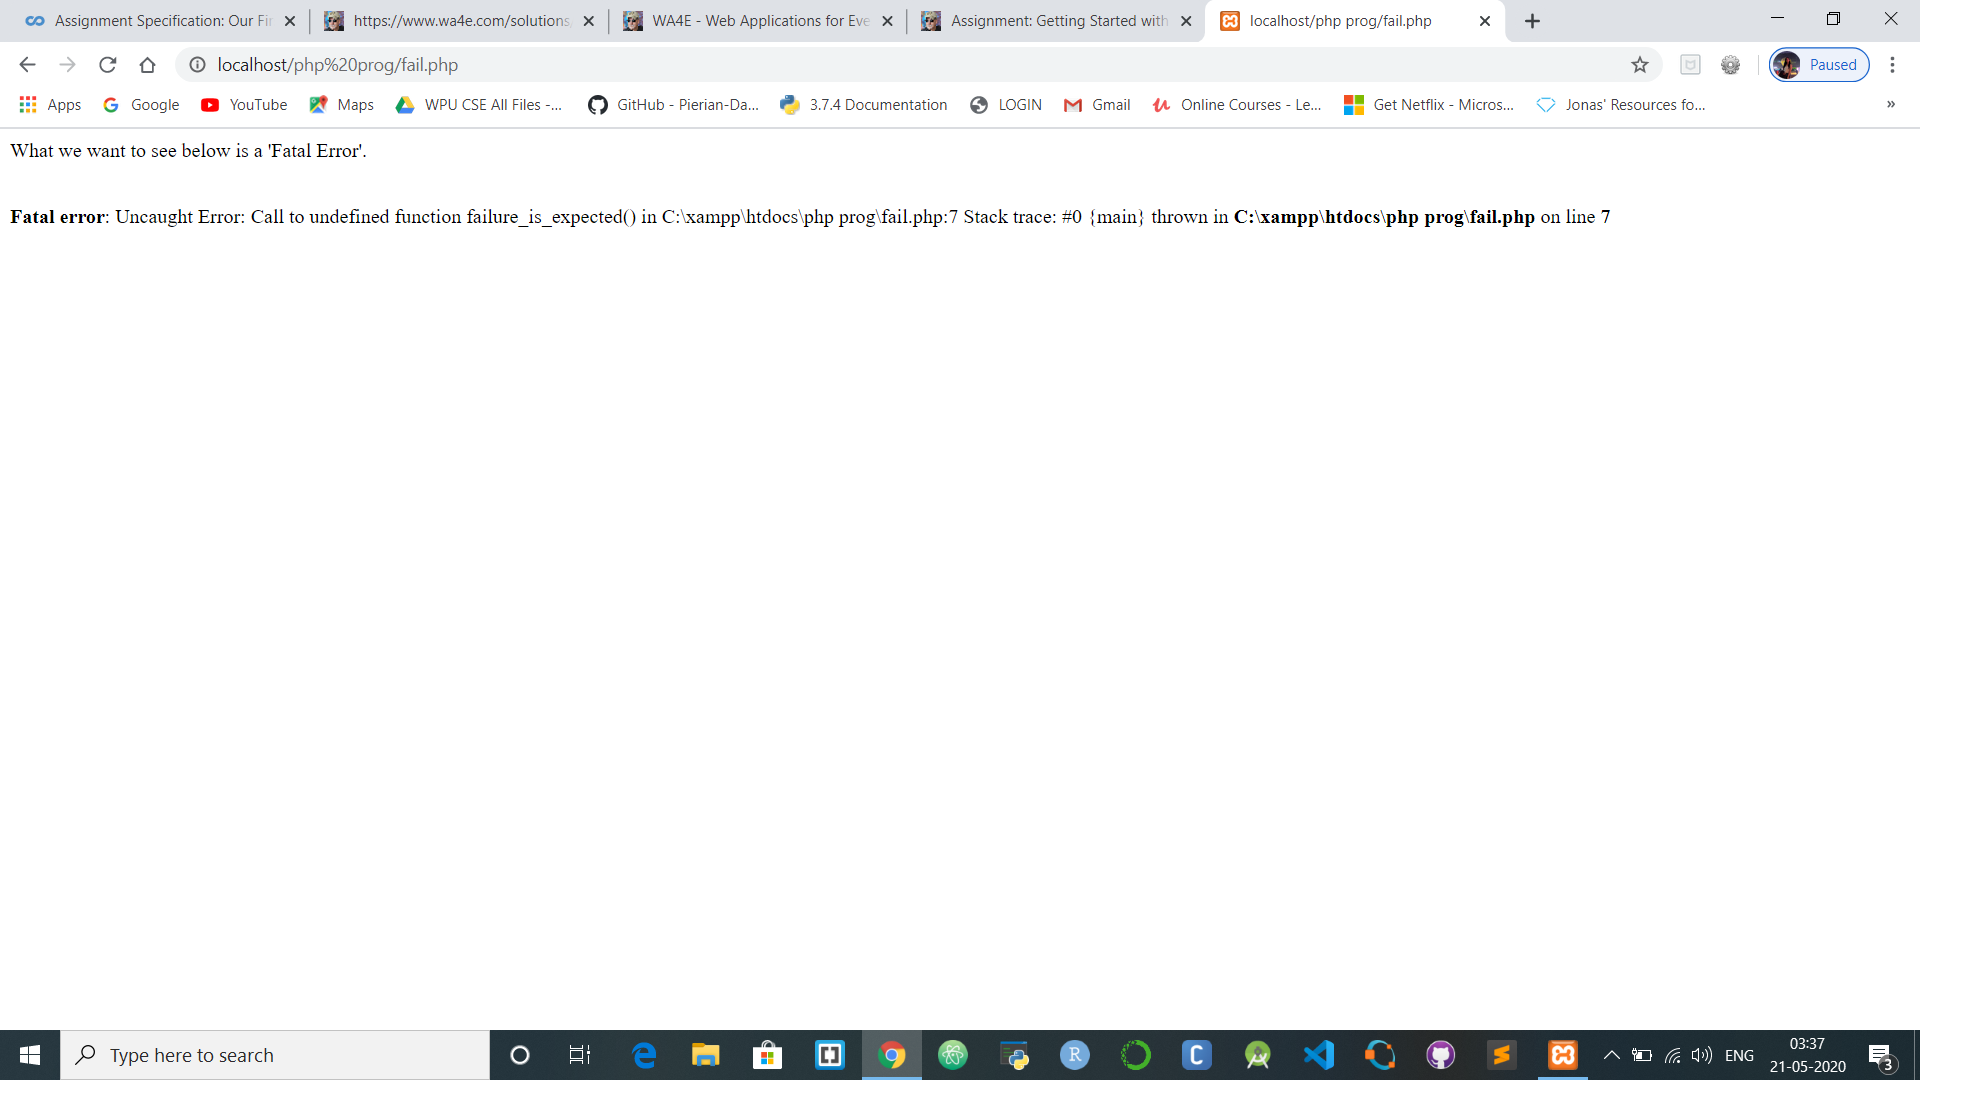 Assignment Specification: Our Fir
https://www.wa4e.com/solutions
WA4E - Web Applications for Eve
Assignment: Getting Started with
localhost/php prog/fail.php
localhost/php%20prog/fail.php
Paused
Apps
Google
YouTube
Maps
WPU CSE All Files -...
GitHub - Pierian-Da...
3.7.4 Documentation
LOGIN
Gmail
Online Courses - Le...
Get Netflix - Micros...
Jonas' Resources fo...
»
What we want to see below is a 'Fatal Error'.
Fatal error: Uncaught Error: Call to undefined function failure_is_expected() in C:\xampp\htdocs\php prog\fail.php:7 Stack trace: #0 {main} thrown in C:\xampp\htdocs\php prog\fail.php on line 7
Type here to search
R
C
ENG
03:37
21-05-2020
3